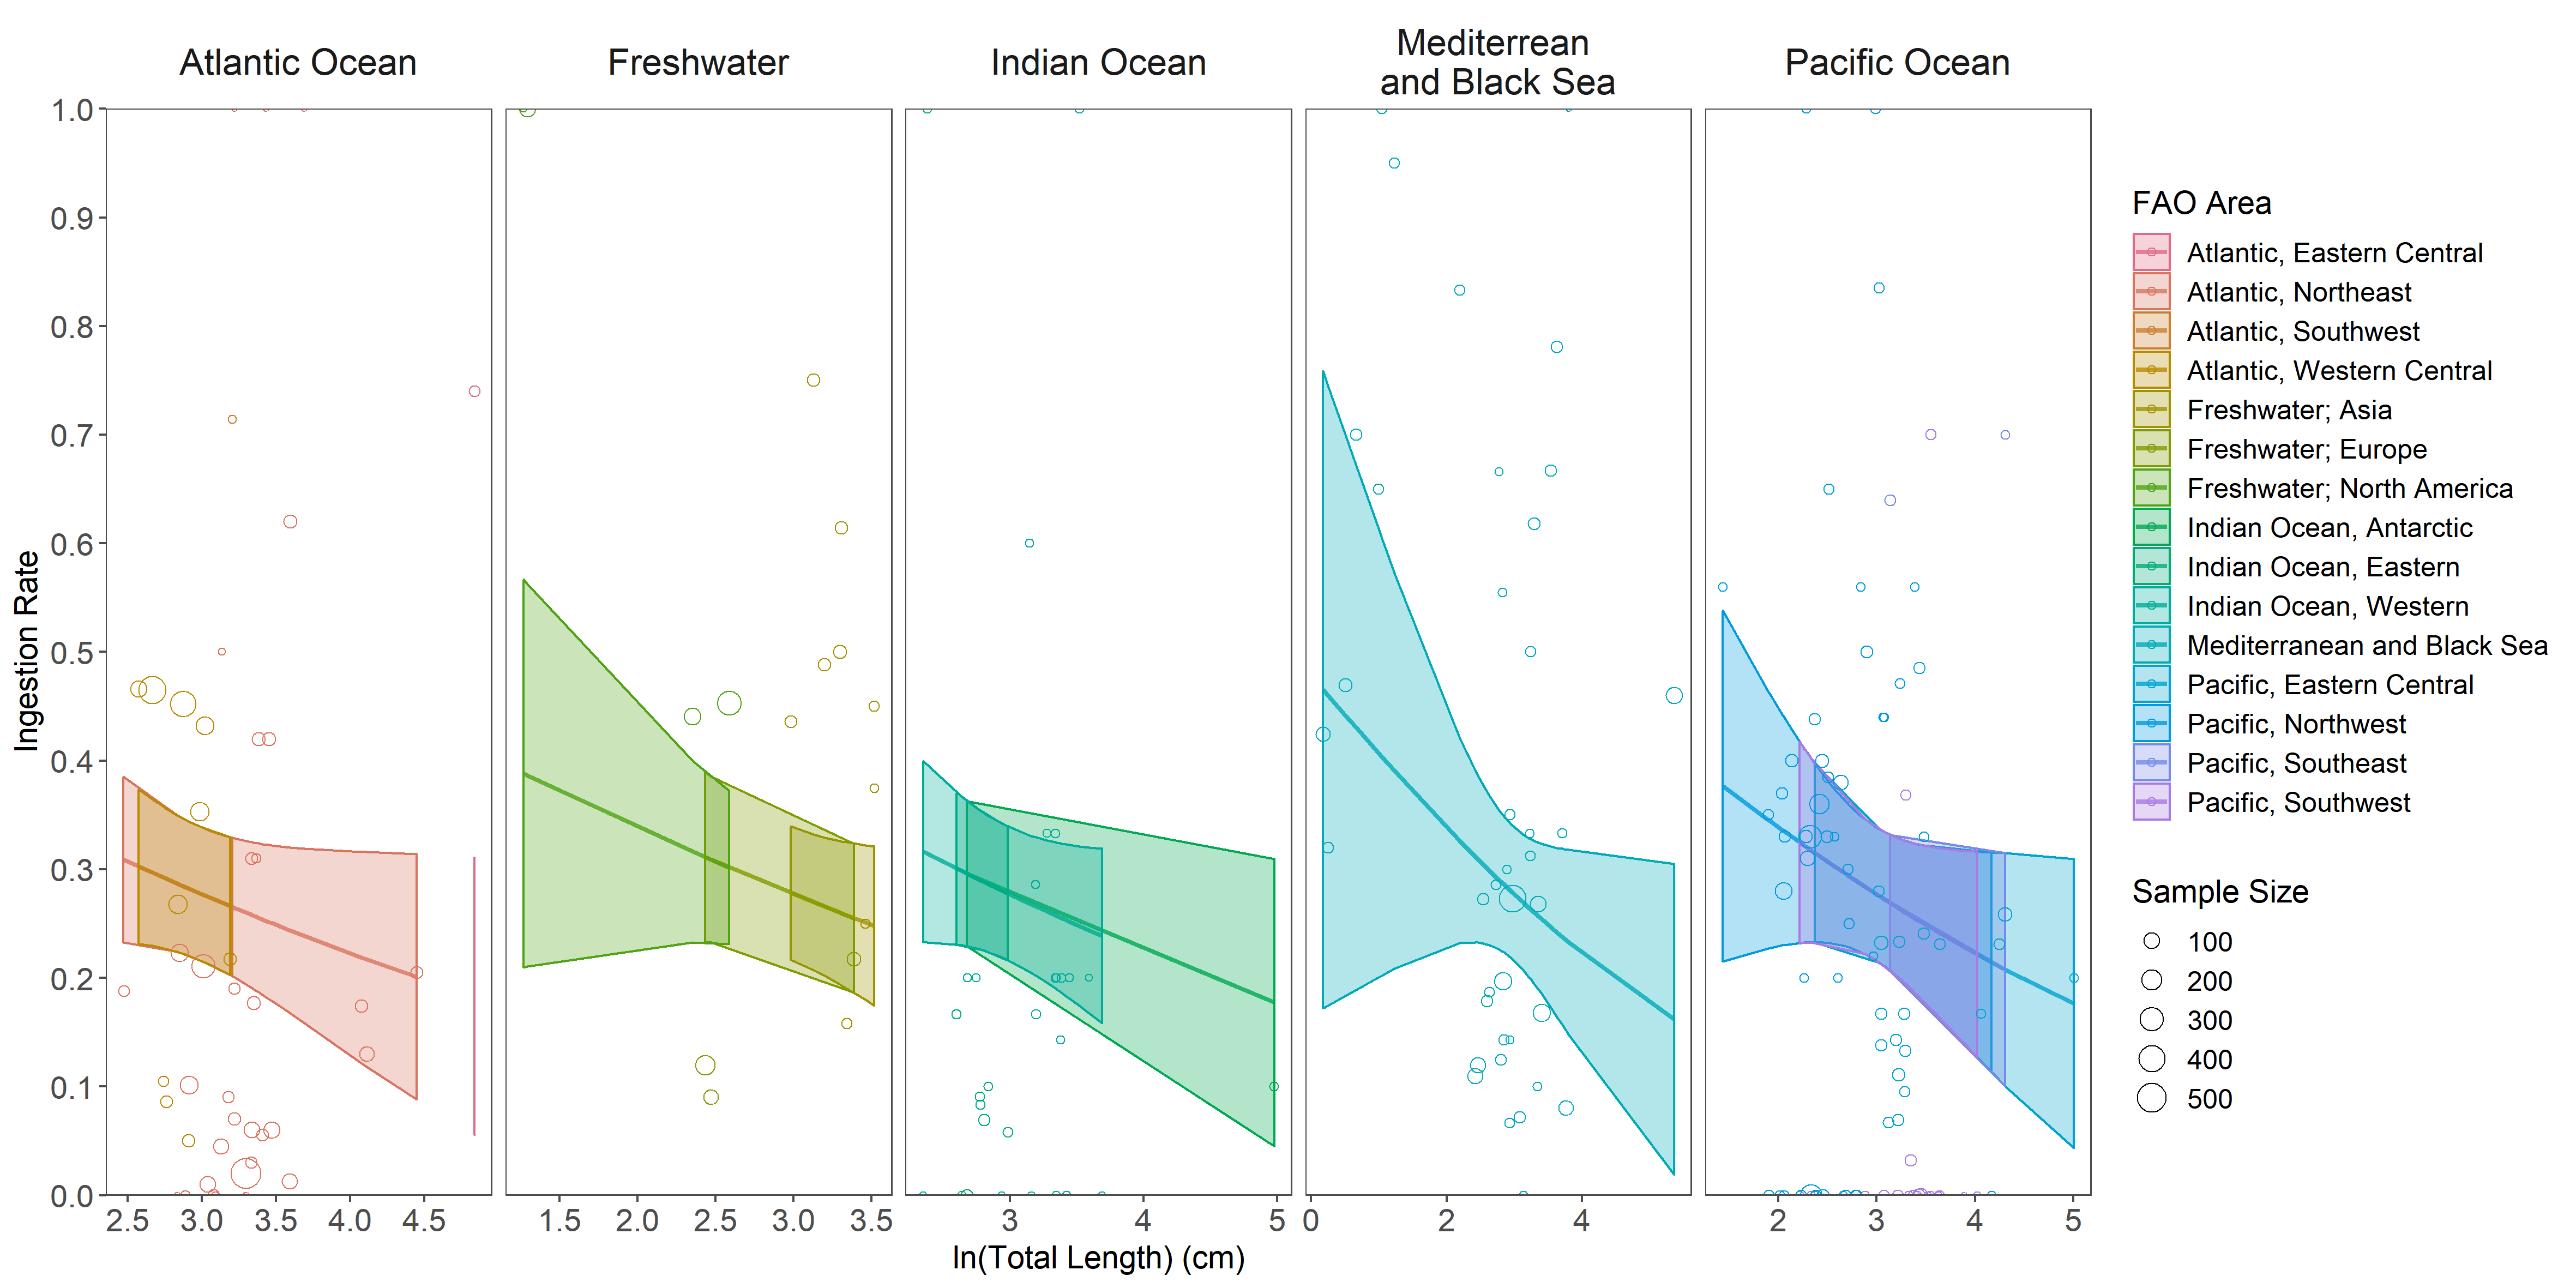 Atlantic Ocean
Freshwater
Indian Ocean
Mediterrean
and Black Sea
Pacific Ocean
Ingestion Rate
1.0
0.9
0.8
0.7
0.6
0.5
0.4
0.3
0.2
0.1
0.0
2.5 3.0 3.5 4.0 4.5
1.5 2.0 2.5 3.0 3.5
3 4 5
0 2 4
2 3 4 5
ln(Total Length) (cm)
FAO Area
Atlantic, Eastern Central
Atlantic, Northeast
Atlantic, Southwest
Atlantic, Western Central
Freshwater; Asia
Freshwater; Europe
Freshwater; North America
Indian Ocean, Antarctic
Indian Ocean, Eastern
Indian Ocean, Western
Mediterranean and Black Sea
Pacific, Eastern Central
Pacific, Northwest
Pacific, Southeast
Pacific, Southwest
Sample Size
100
200
300
400
500